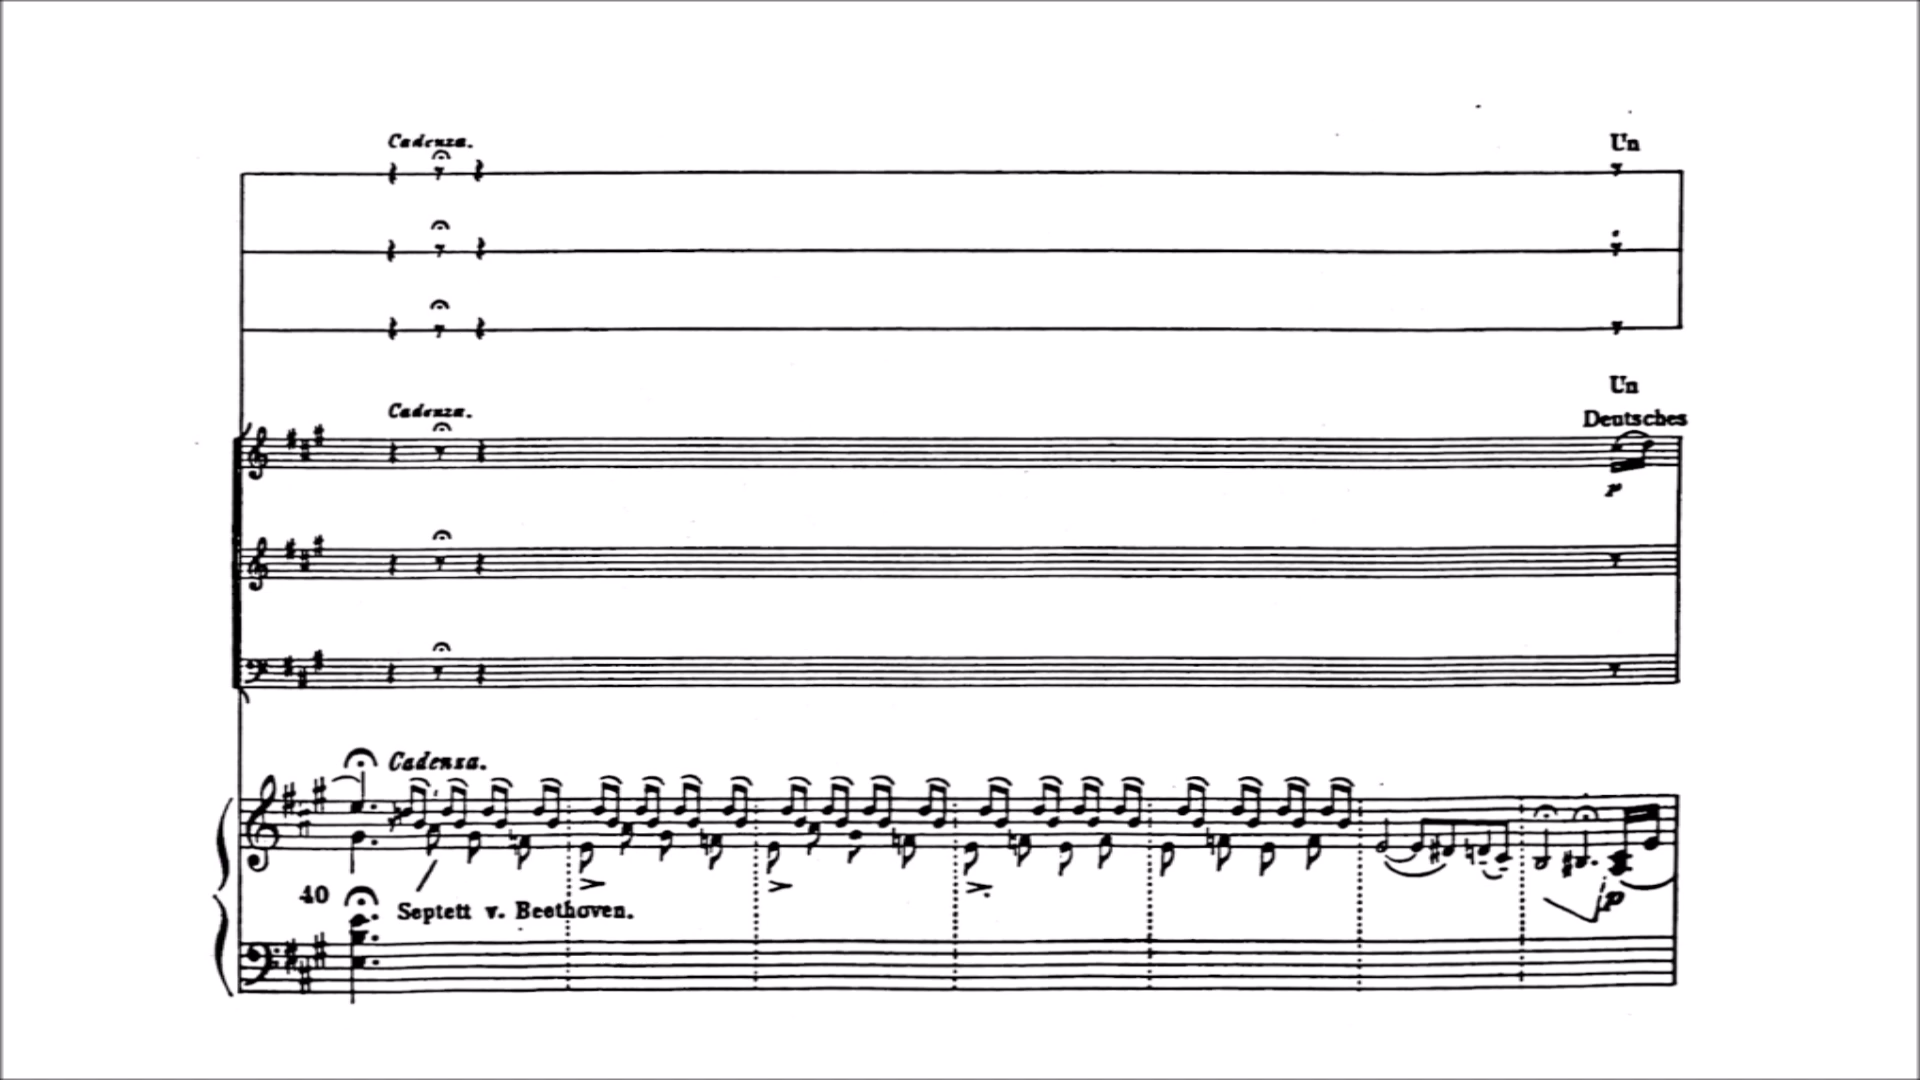 Cadenza.
Un
Un
Cadenza.
Deutsches
p
Cadenza.
40
Septett v. Beethoven.
p